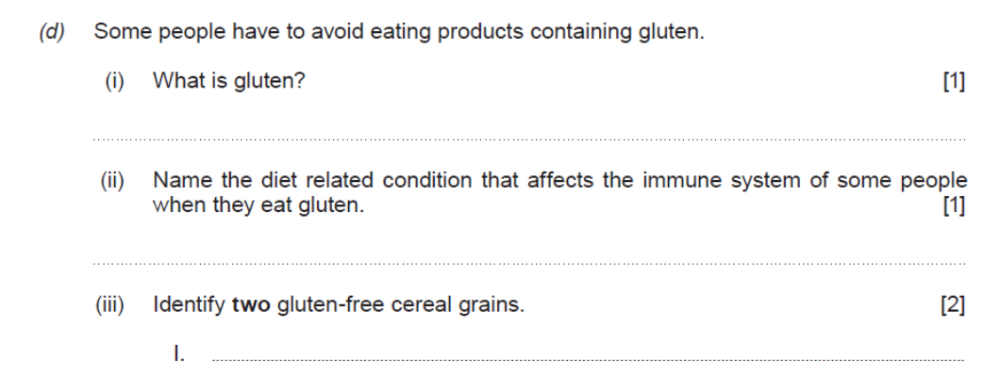 (d) Some people have to avoid eating products containing gluten.
(i) What is gluten? [1]
(ii) Name the diet related condition that affects the immune system of some people
when they eat gluten. [1]
(iii) Identify two gluten-free cereal grains. [2]
I.